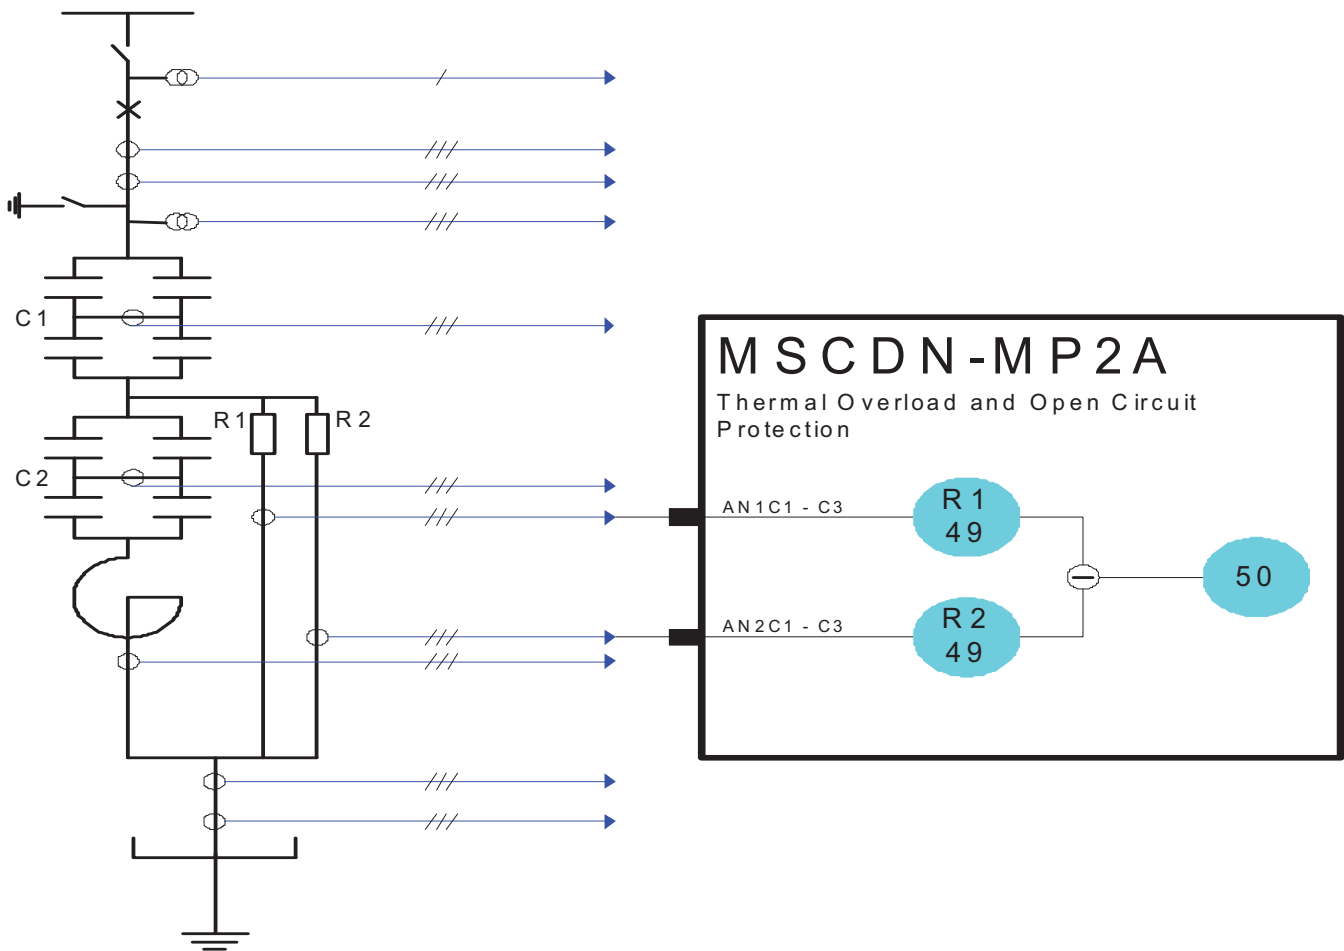 C1
MSCDN-MP2A
Thermal Overload and Open Circuit
Protection
R1
R2
C2
AN1C1 - C3
R1
49
50
AN2C1 - C3
R2
49